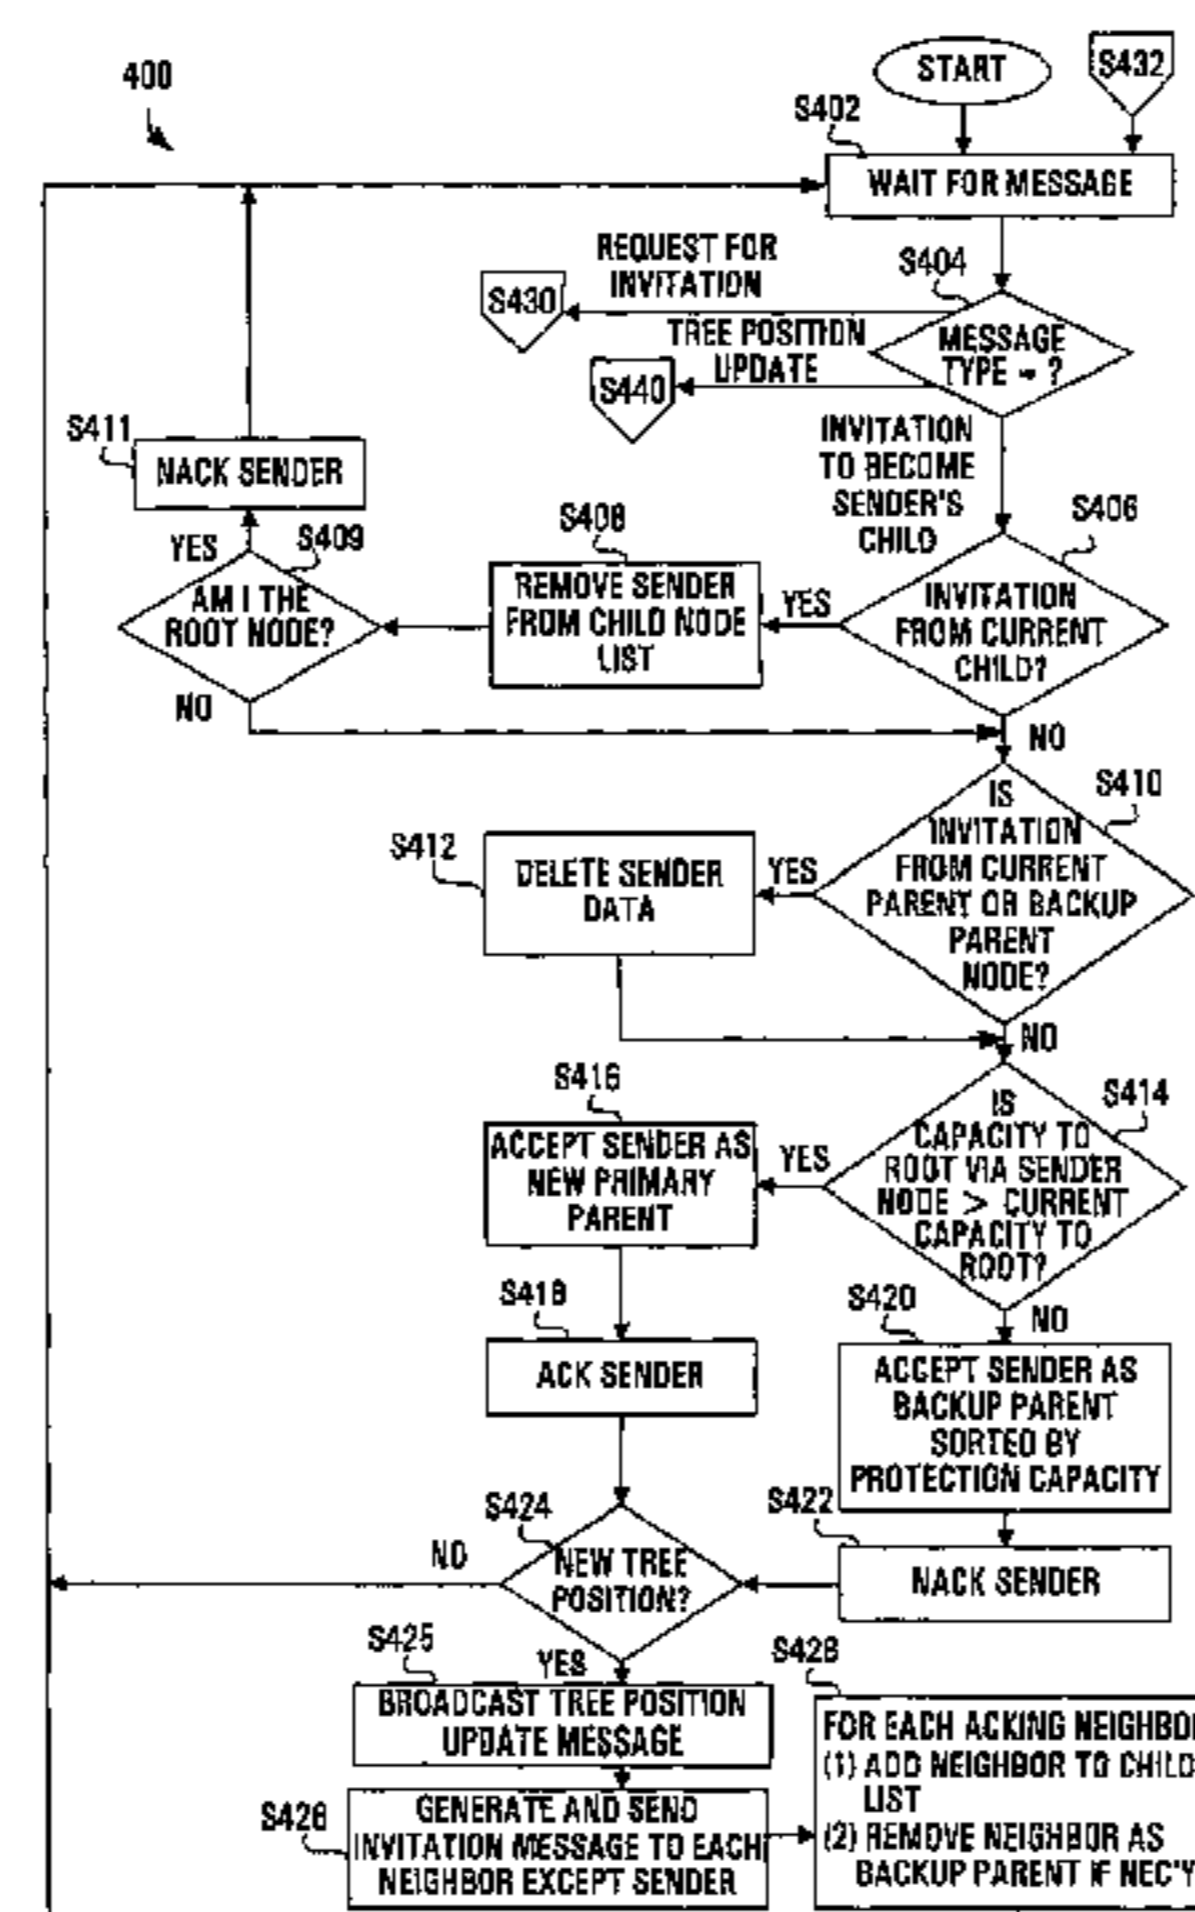 400
START
S432
S402
WAIT FOR MESSAGE
REQUEST FOR
INVITATION
S404
S430
TREE POSITION
UPDATE
MESSAGE
TYPE = ?
S440
S411
NACK SENDER
INVITATION
TO BECOME
SENDER'S
CHILD
S406
S408
YES
S409
AM I THE
ROOT NODE?
REMOVE SENDER
FROM CHILD NODE
LIST
YES
INVITATION
FROM CURRENT
CHILD?
NO
NO
S410
S412
DELETE SENDER
DATA
YES
IS
INVITATION
FROM CURRENT
PARENT OR BACKUP
PARENT
NODE?
NO
S416
S414
ACCEPT SENDER AS
NEW PRIMARY
PARENT
YES
IS
CAPACITY TO
ROOT VIA SENDER
NODE > CURRENT
CAPACITY TO
ROOT?
S418
S420
NO
ACK SENDER
ACCEPT SENDER AS
BACKUP PARENT
SORTED BY
PROTECTION CAPACITY
S424
S422
NO
NEW TREE
POSITION?
NACK SENDER
S425
YES
S428
BROADCAST TREE POSITION
UPDATE MESSAGE
S426
GENERATE AND SEND
INVITATION MESSAGE TO EACH
NEIGHBOR EXCEPT SENDER
FOR EACH ACKING NEIGHBO
(1) ADD NEIGHBOR TO CHILD
LIST
(2) REMOVE NEIGHBOR AS
BACKUP PARENT IF NEC'Y